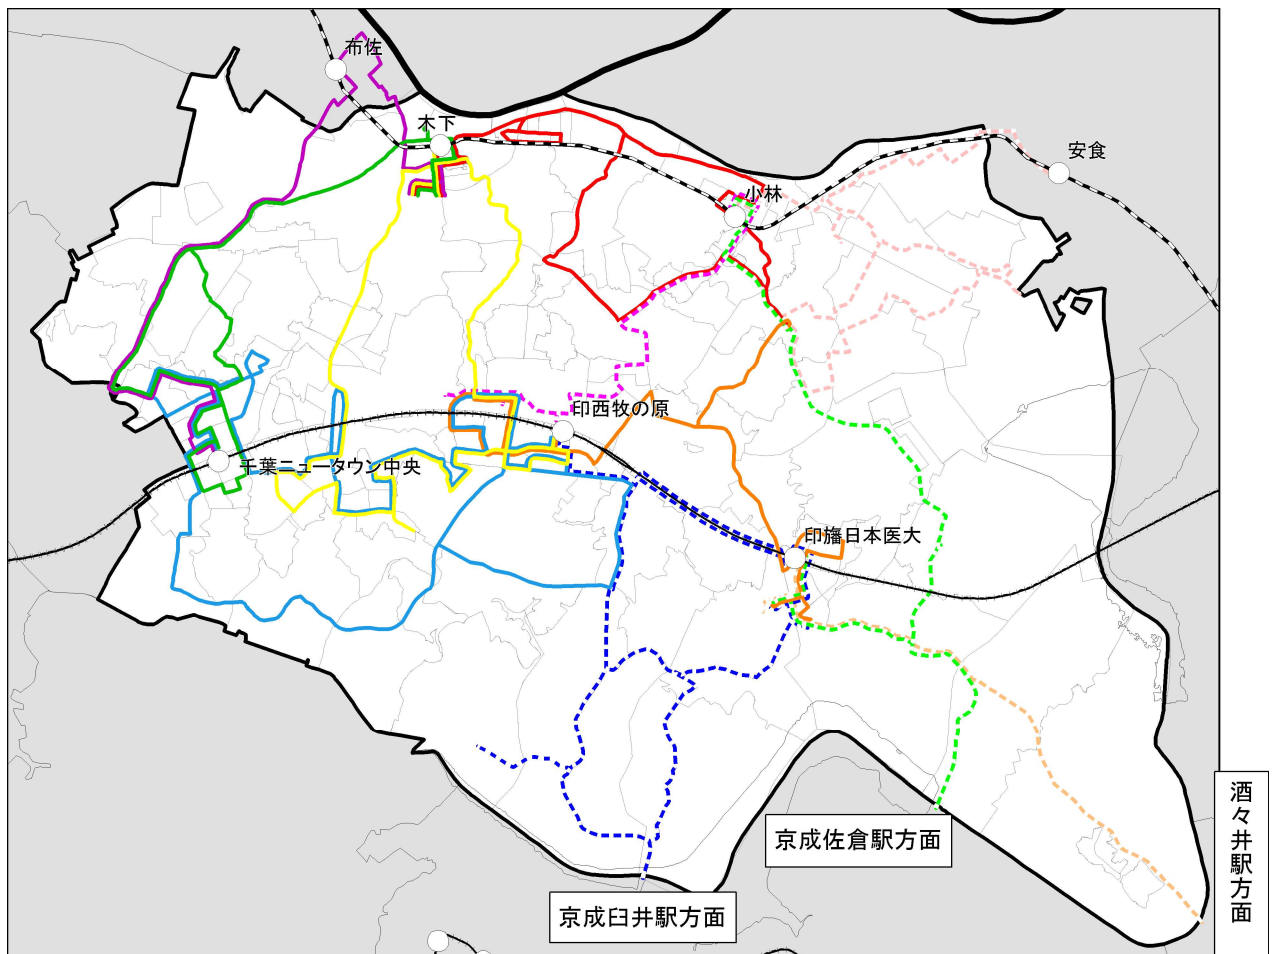 布佐
木下
安食
小林
印西牧の原
千葉ニュータウン中央
印旛日本医大
京成佐倉駅方面
京成臼井駅方面
酒々井駅方面